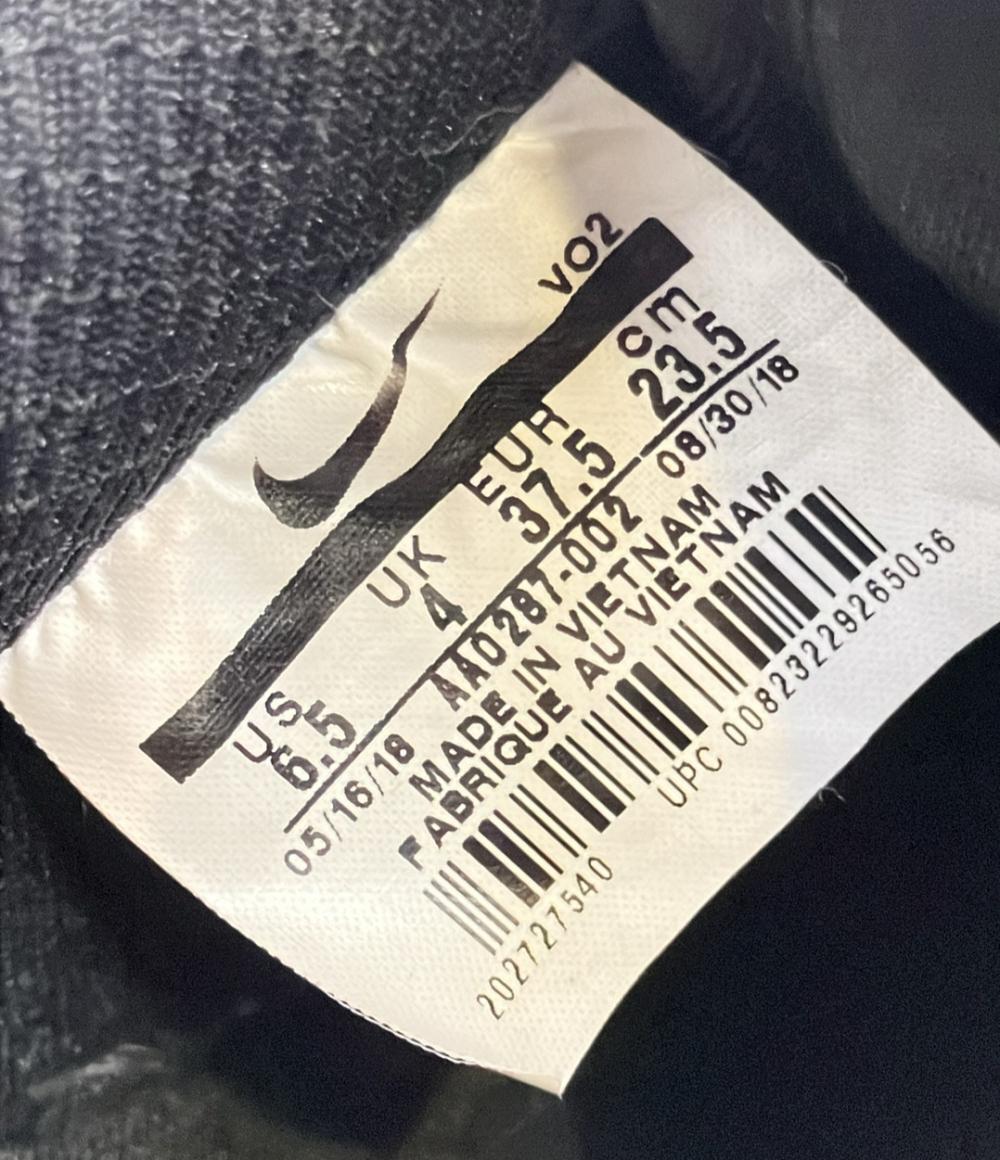 VO2
US UK EUR cm
6.5 4 37.5 23.5
05/16/18 AA0287-002 08/30/18
MADE IN VIETNAM
FABRIQUE AU VIETNAM
202727540 UPC 00823229265056